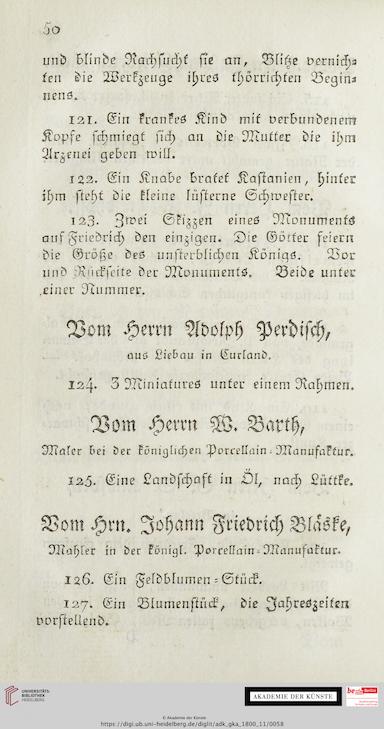 50
und blinde Rachsucht sie an, Blitze vernich=
ten die Werkzeuge ihres thörrichten Begin=
nens.
121. Ein krankes Kind mit verbundenem
Kopfe schmiegt sich an die Mutter die ihm
Arzenei geben will.
122. Ein Knabe bratet Kastanien, hinter
ihm steht die kleine lüsterne Schwester.
123. Zwei Skizzen eines Monuments
auf Friedrich den einzigen. Die Götter feiern
die Größe des unsterblichen Königs. Vor
und Rückseite der Monuments. Beide unter
einer Nummer.
Vom Herrn Adolph Perdisch,
aus Liebau in Curland.
124. 3 Miniatures unter einem Rahmen.
Vom Herrn W. Barth,
Maler bei der königlichen Porcellain=Manufaktur.
125. Eine Landschaft in Öl, nach Lüttke.
Vom Hrn. Johann Friedrich Bläske,
Mahler in der königl. Porcellain=Manufaktur.
126. Ein Feldblumen=Stück.
127. Ein Blumenstück, die Jahreszeiten
vorstellend.
UNIVERSITÄTS-
BIBLIOTHEK
HEIDELBERG
AKADEMIE DER KÜNSTE
be Berlin
© Akademie der Künste
https://digi.ub.uni-heidelberg.de/diglit/adk_gka_1800_11/0058